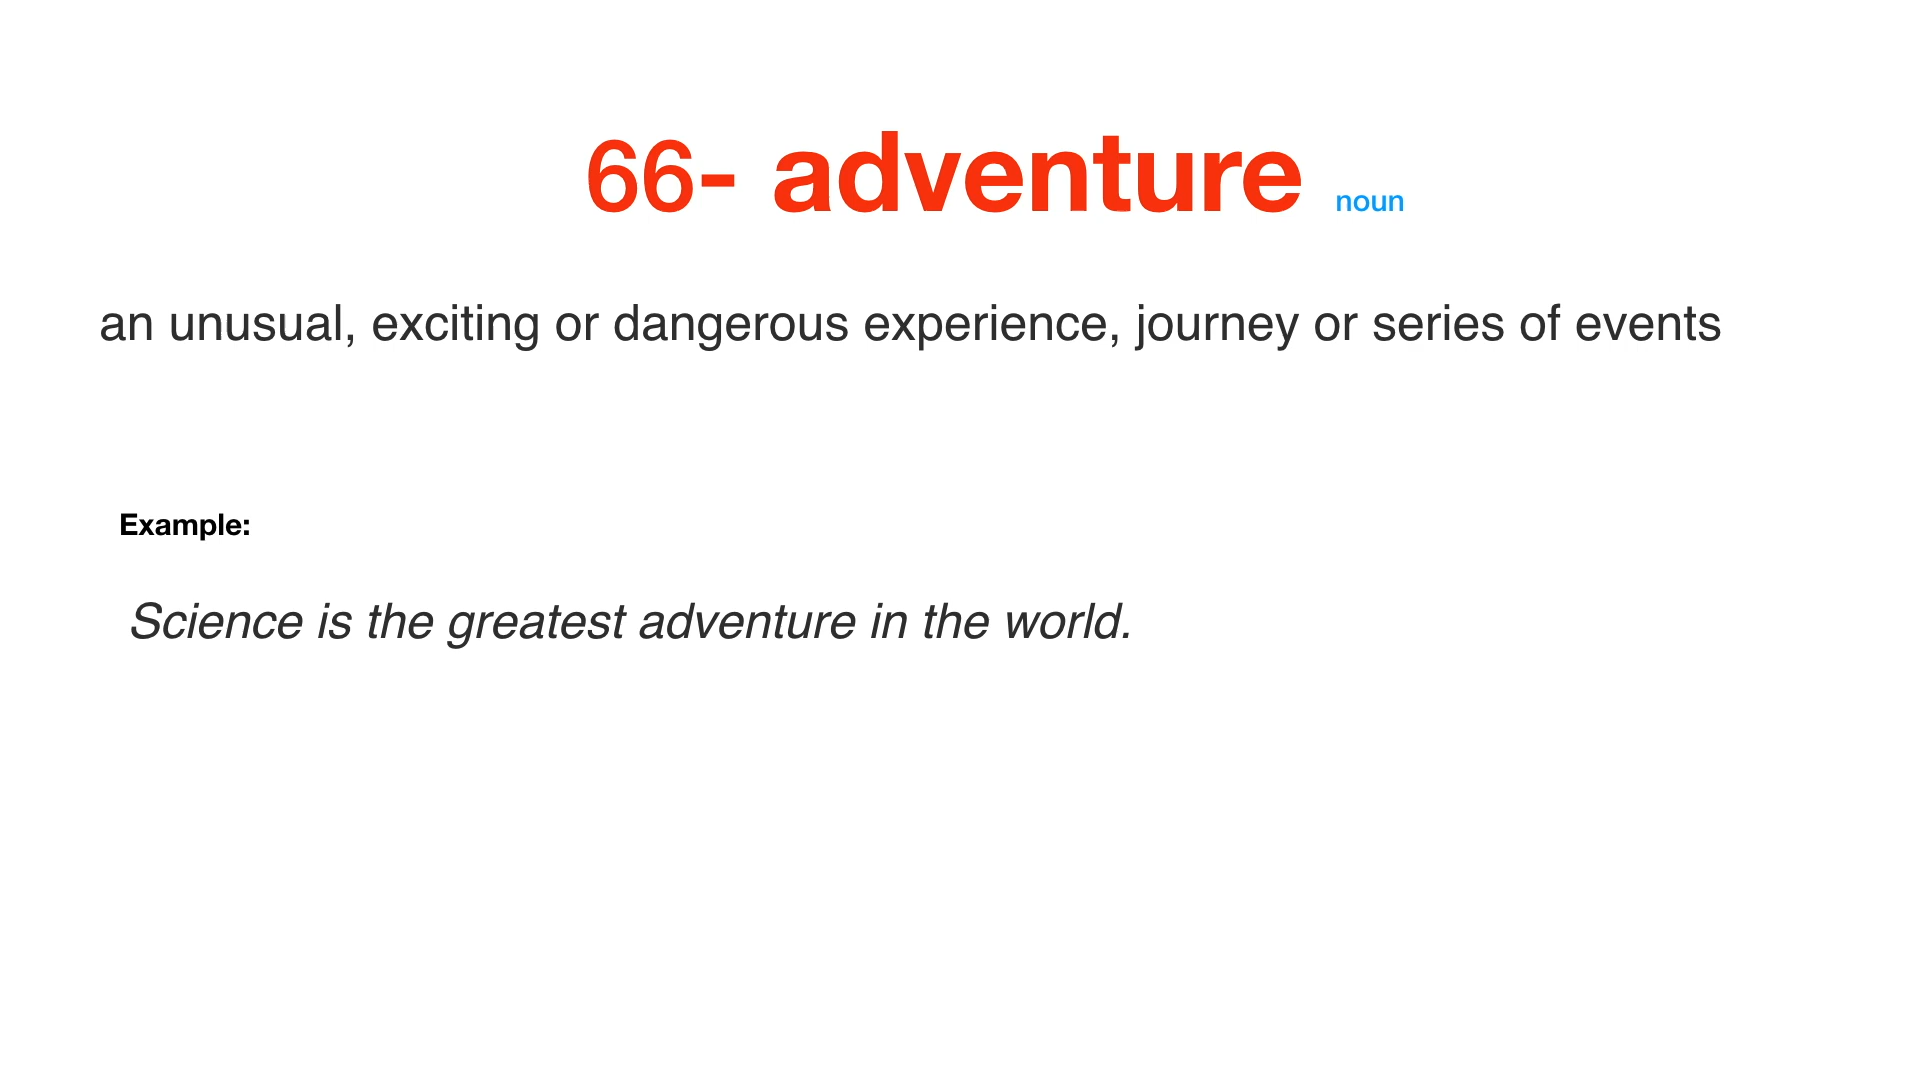 66- adventure noun
an unusual, exciting or dangerous experience, journey or series of events
Example:
Science is the greatest adventure in the world.